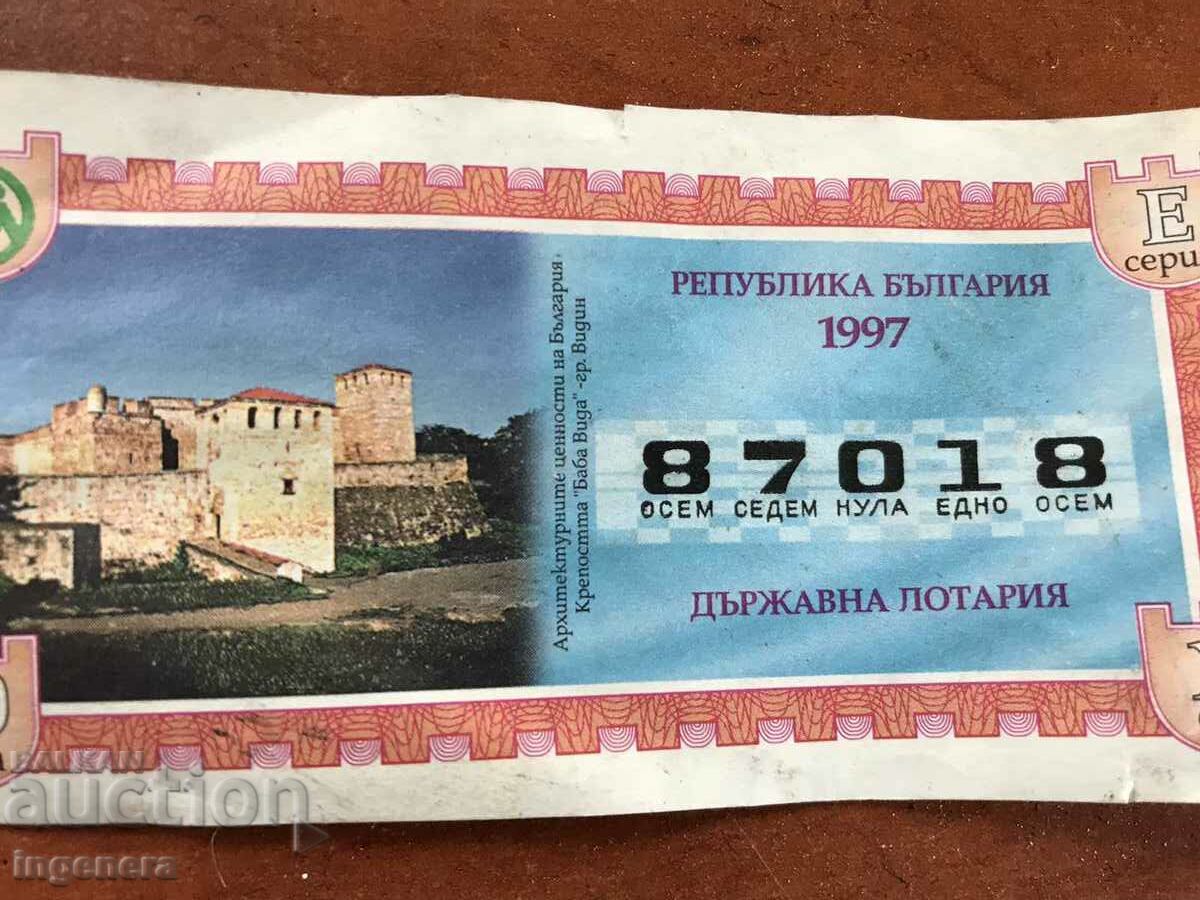 Е
сери
РЕПУБЛИКА БЪЛГАРИЯ
1997
Архитектурните ценности на България
Крепостта "Баба Вида" -гр. Видин
87018
ОСЕМ СЕДЕМ НУЛА ЕДНО ОСЕМ
ДЪРЖАВНА ЛОТАРИЯ
BALKAN
auction
ingenera